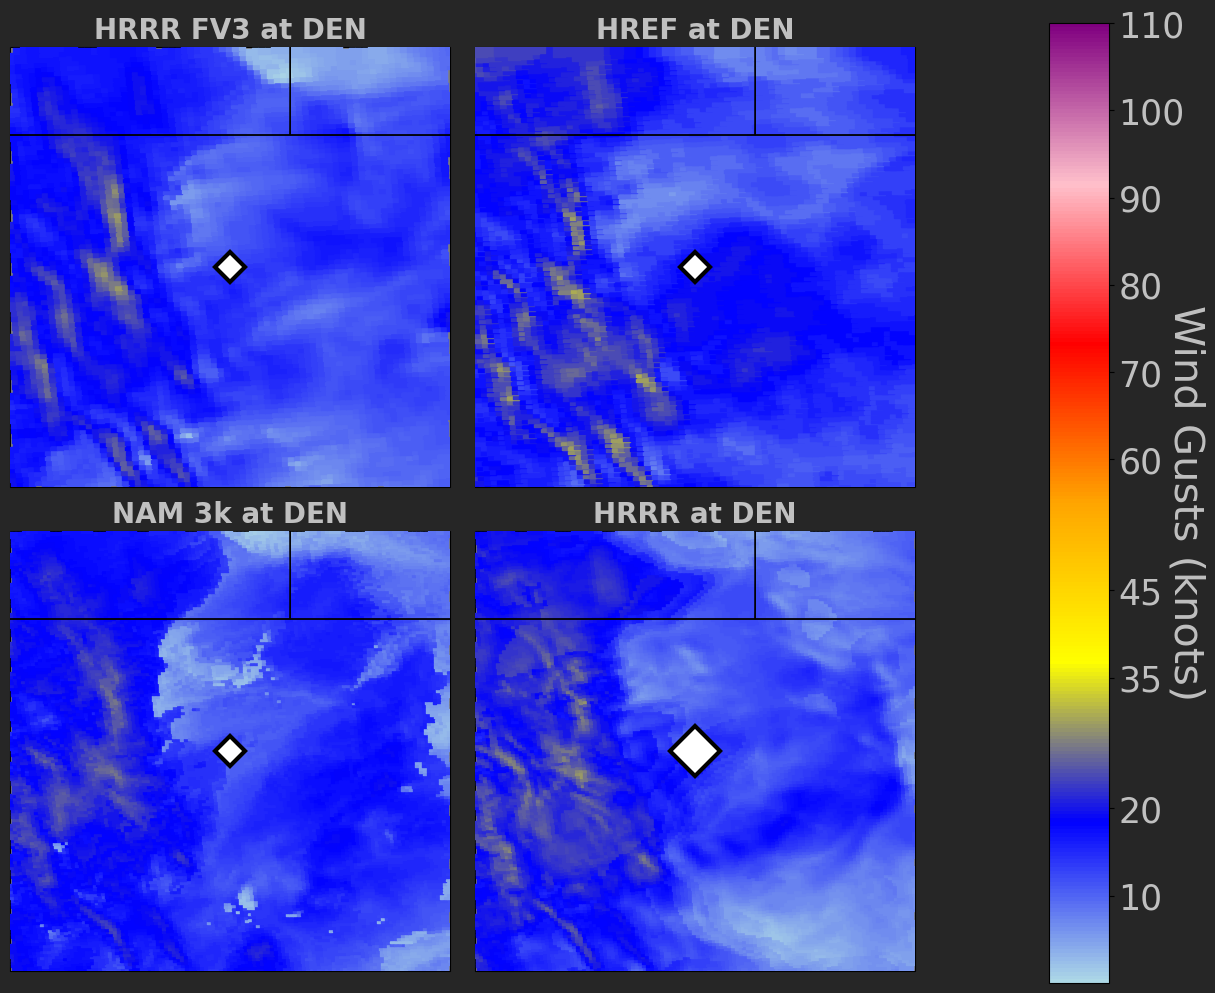 HRRR FV3 at DEN
HREF at DEN
NAM 3k at DEN
HRRR at DEN
110
100
90
80
70
60
45
35
20
10
Wind Gusts (knots)